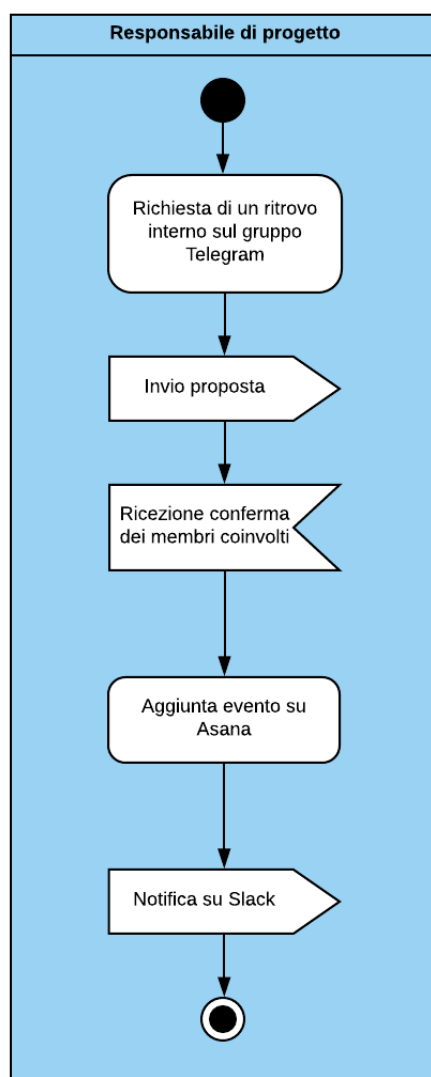 Responsabile di progetto
Richiesta di un ritrovo
interno sul gruppo
Telegram
Invio proposta
Ricezione conferma
dei membri coinvolti
Aggiunta evento su
Asana
Notifica su Slack